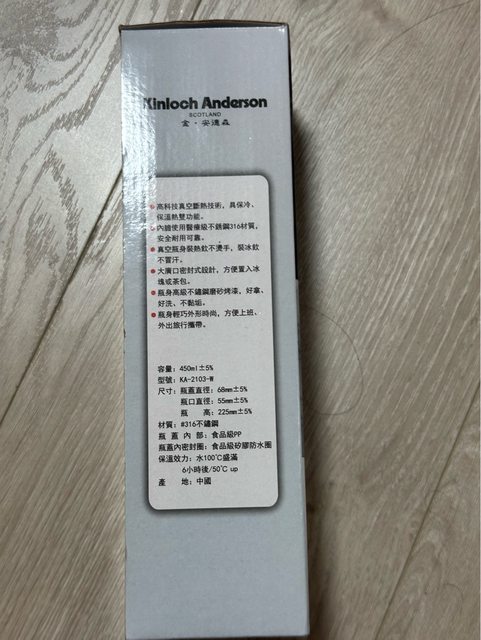 Kinloch Anderson
SCOTLAND
金·安德森
高科技真空斷熱技術，具保冷、
保溫熱雙功能。
內膽使用醫療級不銹鋼316材質，
安全耐用可靠。
真空瓶身裝熱飲不燙手，裝冰飲
不冒汗。
大廣口密封式設計，方便置入冰
塊或茶包。
瓶身高級不鏽鋼磨砂烤漆，好拿、
好洗、不黏垢。
瓶身輕巧外形時尚，方便上班、
外出旅行攜帶。
容量：450ml±5%
型號：KA-2103-W
尺寸：瓶蓋直徑：68mm±5%
瓶口直徑：55mm±5%
瓶 高：225mm±5%
材質：#316不鏽鋼
瓶 蓋 內 部：食品級PP
瓶蓋內密封圈：食品級矽膠防水圈
保溫效力：水100℃盛滿
6小時後/50℃ up
產 地：中國